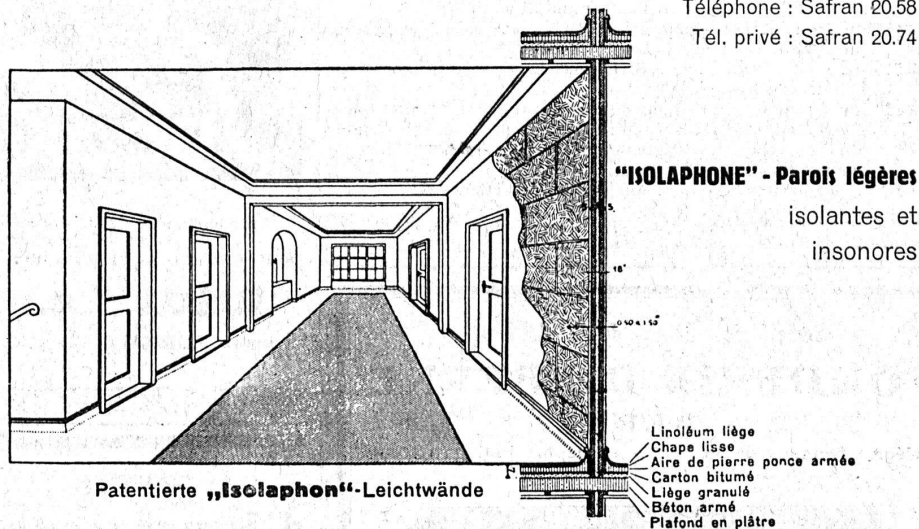 Téléphone : Safran 20.58
Tél. privé : Safran 20.74
"ISOLAPHONE" - Parois légères
isolantes et
insonores
Linoléum liège
Chape lisse
Aire de pierre ponce armée
Carton bitumé
Liège granulé
Béton armé
Plafond en plâtre
Patentierte „Isolaphon“-Leichtwände